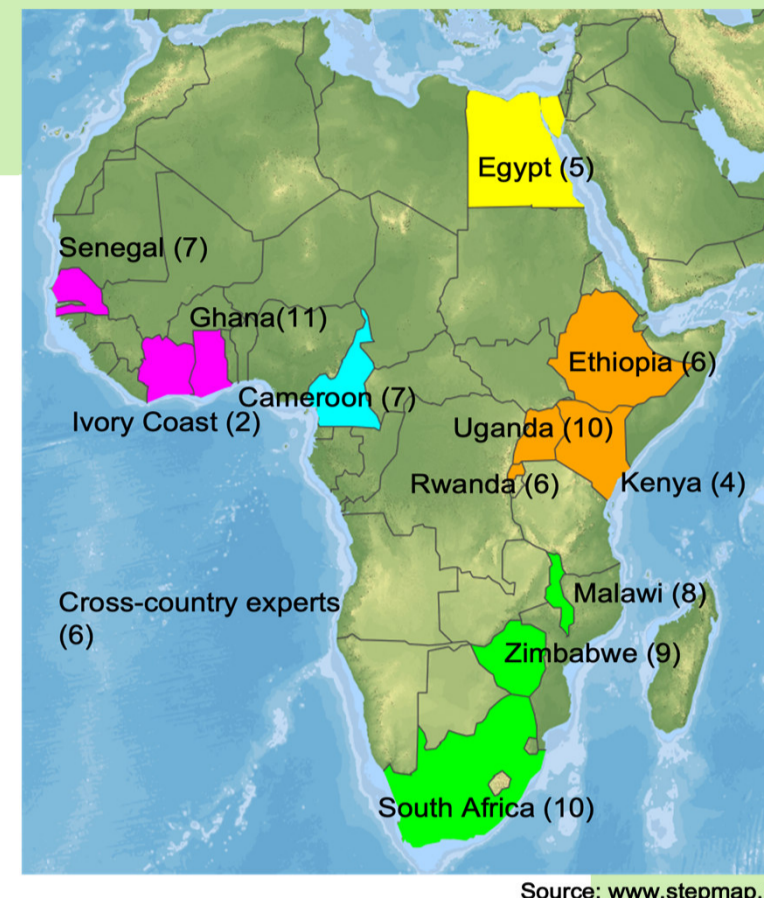 Egypt (5)
Senegal (7)
Ghana(11)
Ethiopia (6)
Cameroon (7)
Ivory Coast (2)
Uganda (10)
Rwanda (6)
Kenya (4)
Malawi (8)
Cross-country experts
(6)
Zimbabwe (9)
South Africa (10)
Source: www.stepmap.